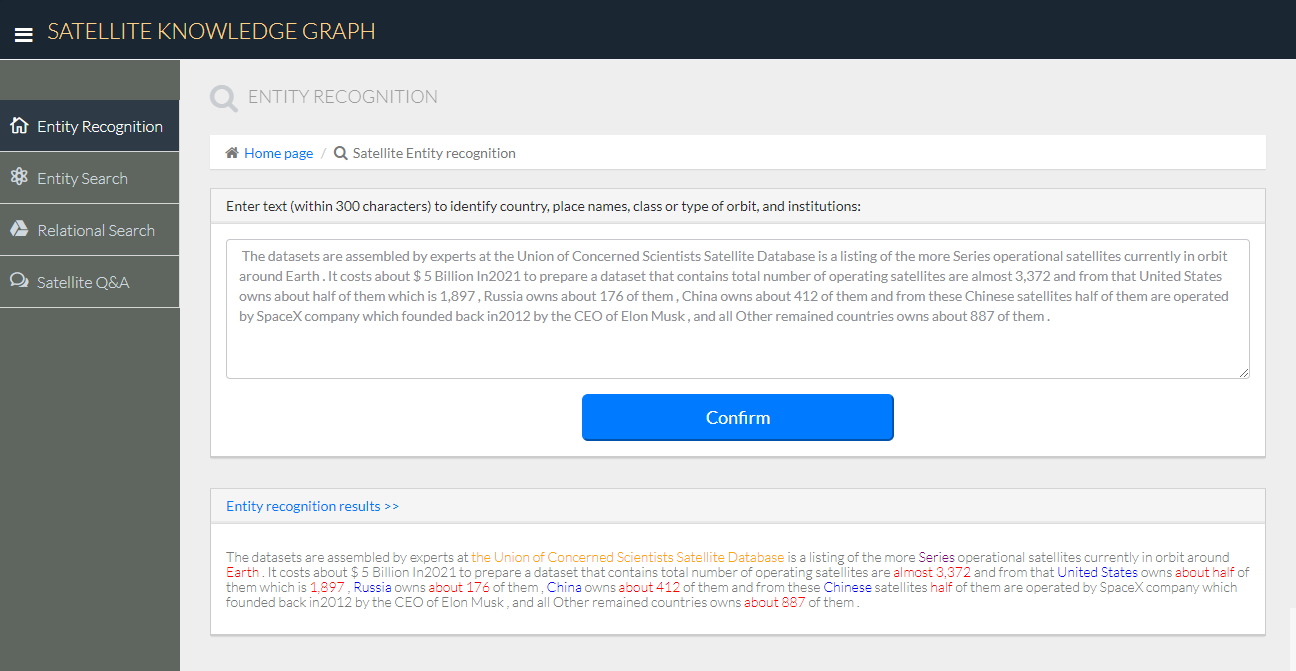 SATELLITE KNOWLEDGE GRAPH
Entity Recognition
Entity Search
Relational Search
Satellite Q&A
ENTITY RECOGNITION
Home page / Satellite Entity recognition
Enter text (within 300 characters) to identify country, place names, class or type of orbit, and institutions:
The datasets are assembled by experts at the Union of Concerned Scientists Satellite Database is a listing of the more Series operational satellites currently in orbit
around Earth . It costs about $ 5 Billion In2021 to prepare a dataset that contains total number of operating satellites are almost 3,372 and from that United States
owns about half of them which is 1,897 , Russia owns about 176 of them , China owns about 412 of them and from these Chinese satellites half of them are operated
by SpaceX company which founded back in2012 by the CEO of Elon Musk , and all Other remained countries owns about 887 of them .
Confirm
Entity recognition results >>
The datasets are assembled by experts at the Union of Concerned Scientists Satellite Database is a listing of the more Series operational satellites currently in orbit around
Earth . It costs about $ 5 Billion In2021 to prepare a dataset that contains total number of operating satellites are almost 3,372 and from that United States owns about half of
them which is 1,897 , Russia owns about 176 of them , China owns about 412 of them and from these Chinese satellites half of them are operated by SpaceX company which
founded back in2012 by the CEO of Elon Musk , and all Other remained countries owns about 887 of them .